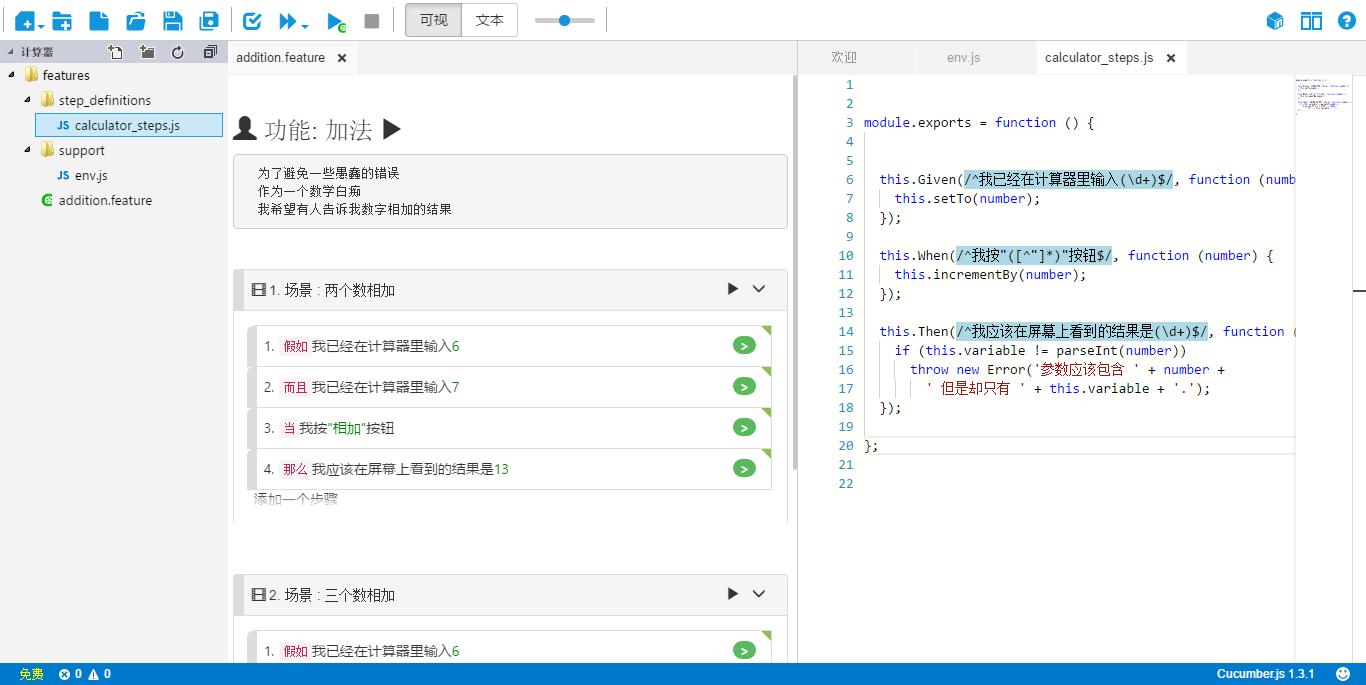 可视
文本
计算器
features
step_definitions
JS calculator_steps.js
support
JS env.js
addition.feature
addition.feature
功能: 加法
为了避免一些愚蠢的错误
作为一个数学白痴
我希望有人告诉我数字相加的结果
1. 场景 : 两个数相加
1. 假如 我已经在计算器里输入6
2. 而且 我已经在计算器里输入7
3. 当 我按"相加"按钮
4. 那么 我应该在屏幕上看到的结果是13
添加一个步骤
2. 场景 : 三个数相加
1. 假如 我已经在计算器里输入6
欢迎
env.js
calculator_steps.js
1
2
3 module.exports = function () {
4
5
6 this.Given(/^我已经在计算器里输入(\d+)$/, function (numb
7 this.setTo(number);
8 });
9
10 this.When(/^我按"([^"]*)"按钮$/, function (number) {
11 this.incrementBy(number);
12 });
13
14 this.Then(/^我应该在屏幕上看到的结果是(\d+)$/, function (
15 if (this.variable != parseInt(number))
16 throw new Error('参数应该包含 ' + number +
17 ' 但是却只有 ' + this.variable + '.');
18 });
19
20 };
21
22
免费
0
0
Cucumber.js 1.3.1